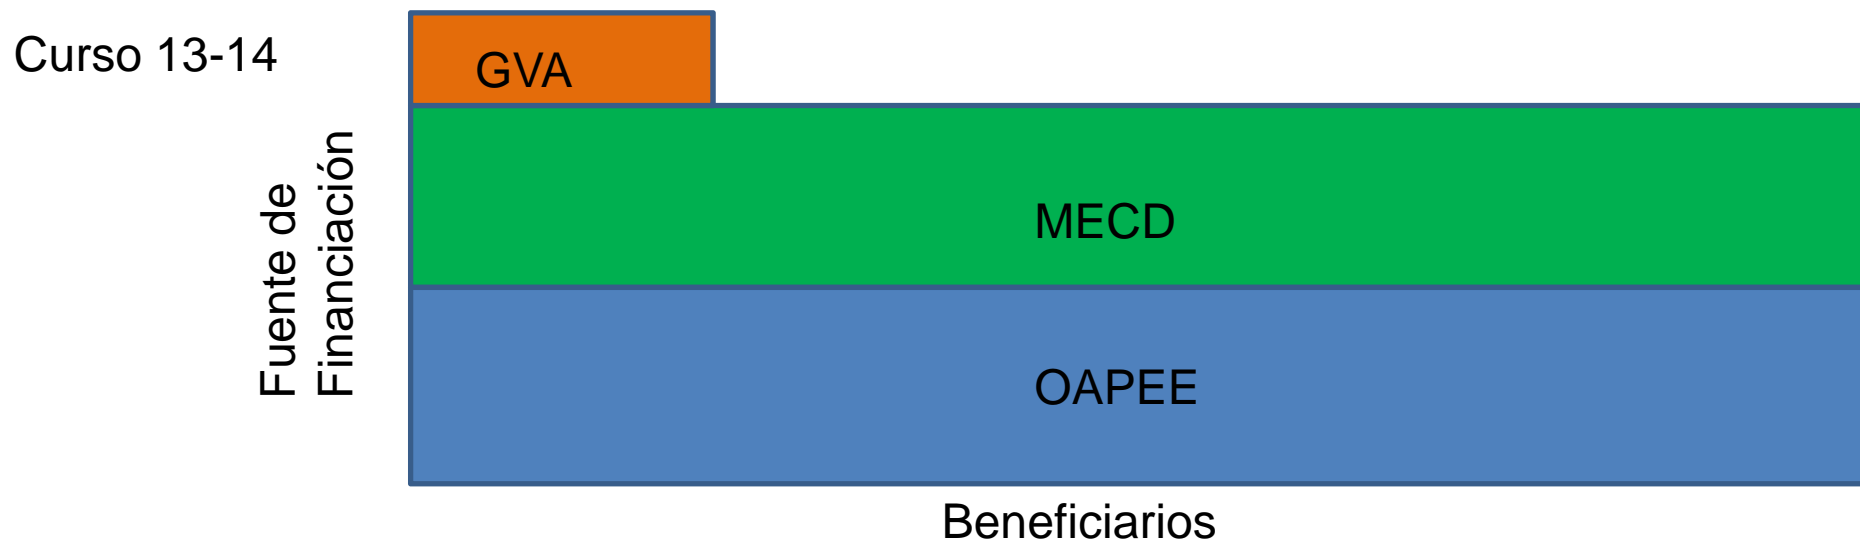 Curso 13-14
GVA
Fuente de
Financiación
MECD
OAPEE
Beneficiarios